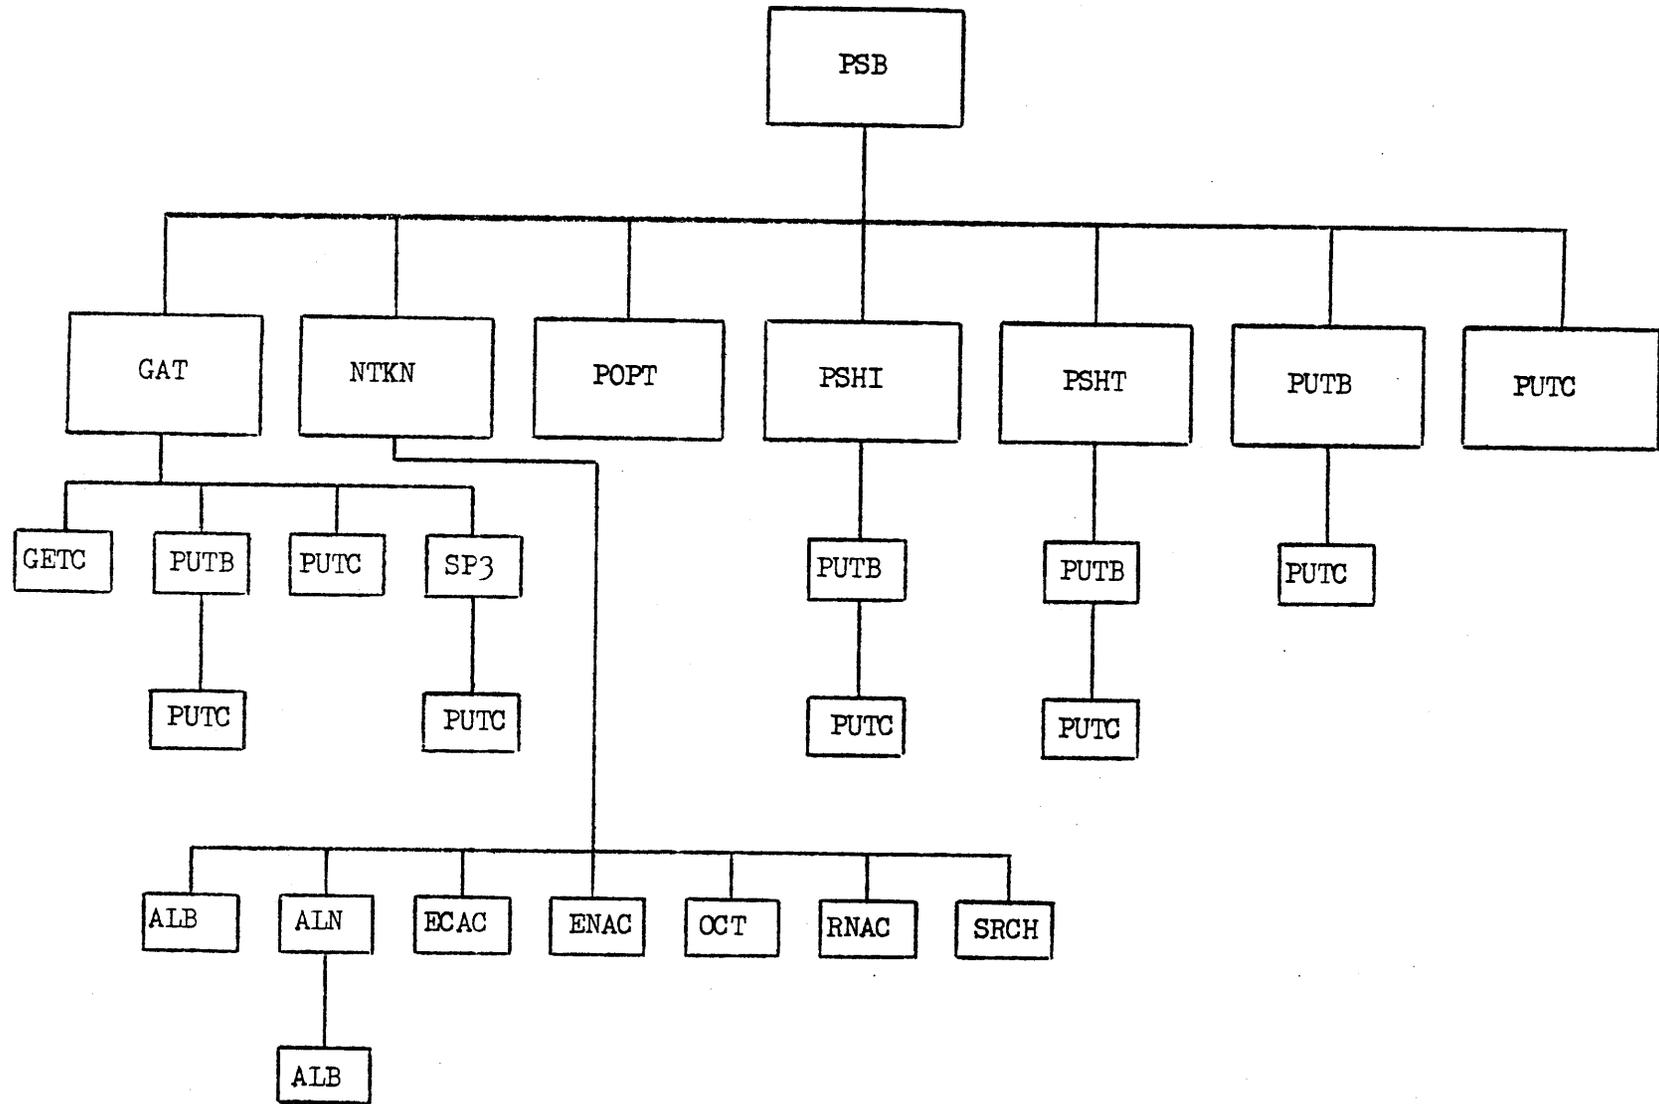 PSB
GAT
NTKN
POPT
PSHI
PSHT
PUTB
PUTC
GETC
PUTB
PUTC
SP3
PUTB
PUTB
PUTC
PUTC
PUTC
PUTC
PUTC
ALB
ALN
ECAC
ENAC
OCT
RNAC
SRCH
ALB